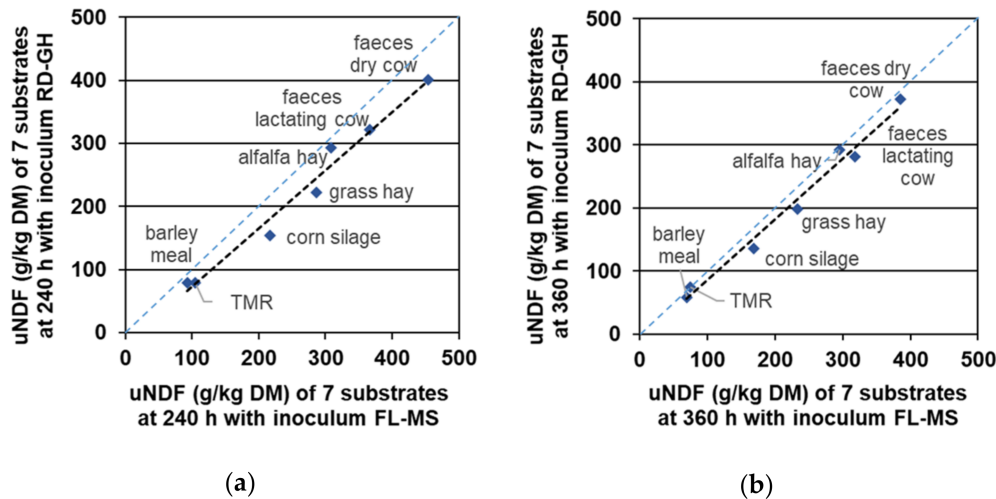 (a)
uNDF (g/kg DM) of 7 substrates
at 240 h with inoculum RD-GH
500
400
300
200
100
0
faeces
dry cow
faeces
lactating cow
alfalfa hay
grass hay
corn silage
barley
meal
TMR
0 100 200 300 400 500
uNDF (g/kg DM) of 7 substrates
at 240 h with inoculum FL-MS
(a)
(b)
uNDF (g/kg DM) of 7 substrates
at 360 h with inoculum RD-GH
500
400
300
200
100
0
faeces dry
cow
alfalfa hay
faeces
lactating
cow
grass hay
corn silage
barley
meal
TMR
0 100 200 300 400 500
uNDF (g/kg DM) of 7 substrates
at 360 h with inoculum FL-MS
(b)